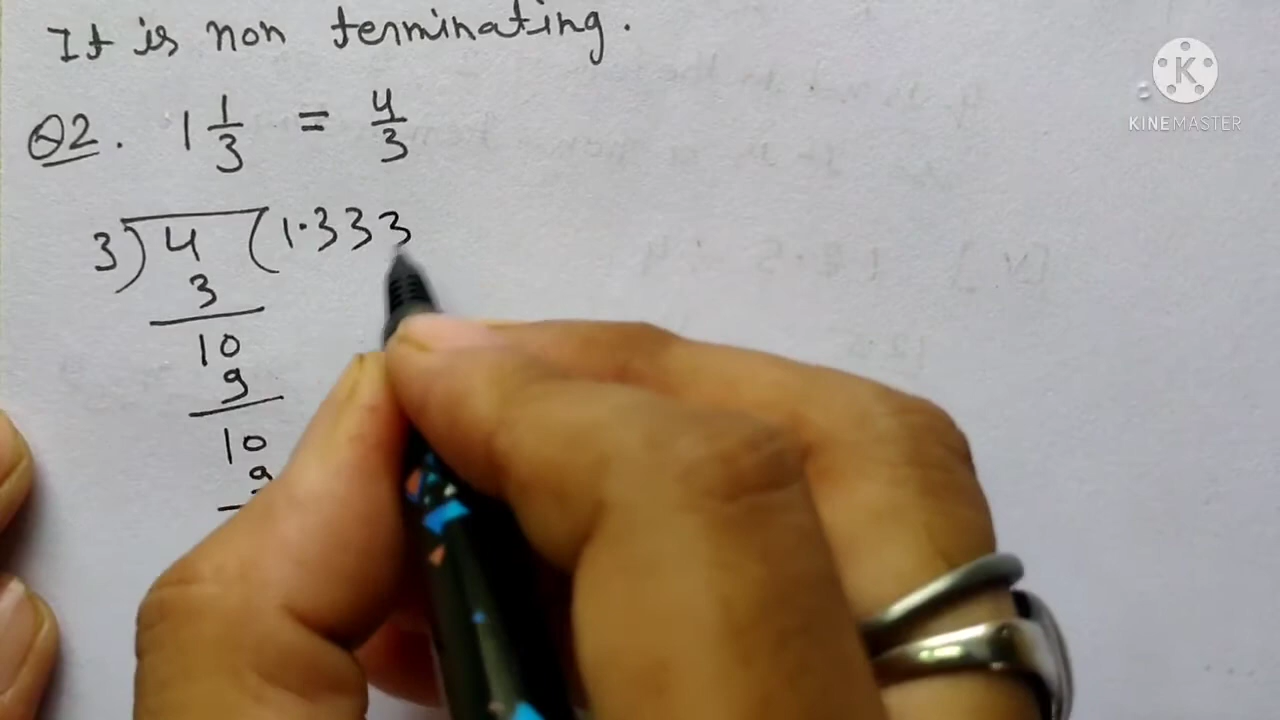 It is non terminating.
Q2. 1 1/3 = 4/3
3) 4 (1.333
3
10
9
10
9
KINEMASTER